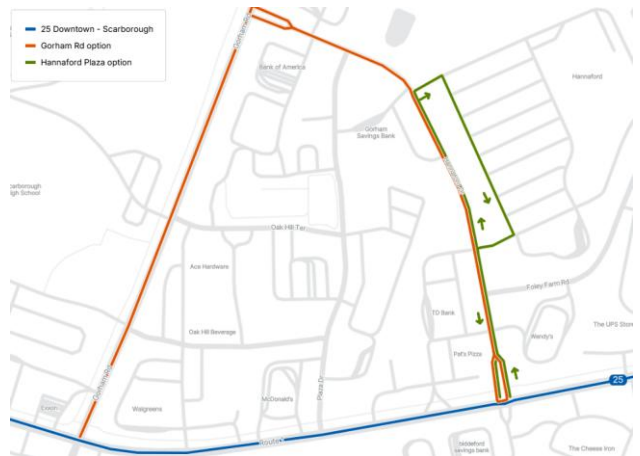 25 Downtown - Scarborough
Gorham Rd option
Hannaford Plaza option
Gorham Rd
Bank of America
Hannaford
Gorham
Savings Bank
Scarborough
High School
Oak Hill Ter
Ace Hardware
Foley Farm Rd
TD Bank
Oak Hill Beverage
Wendy's
The UPS Store
Pat's Pizza
Gorham Rd
Plaza Dr
25
Exxon
Walgreens
McDonald's
Route 1
Biddeford
savings bank
The Cheese Iron